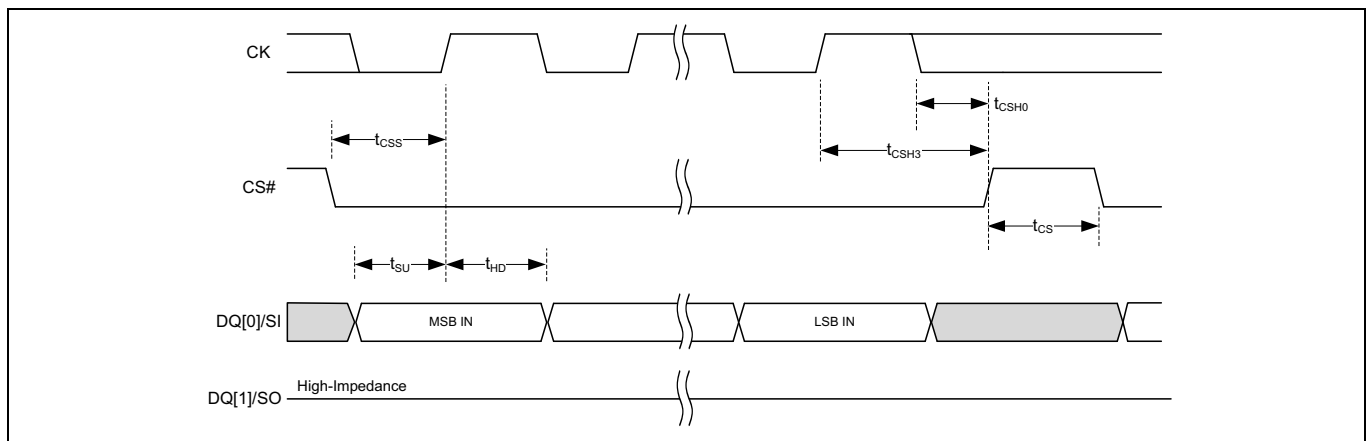 CK
tCSH0
tCSS
tCSH3
CS#
tCS
tSU
tHD
DQ[0]/SI
MSB IN
LSB IN
High-Impedance
DQ[1]/SO